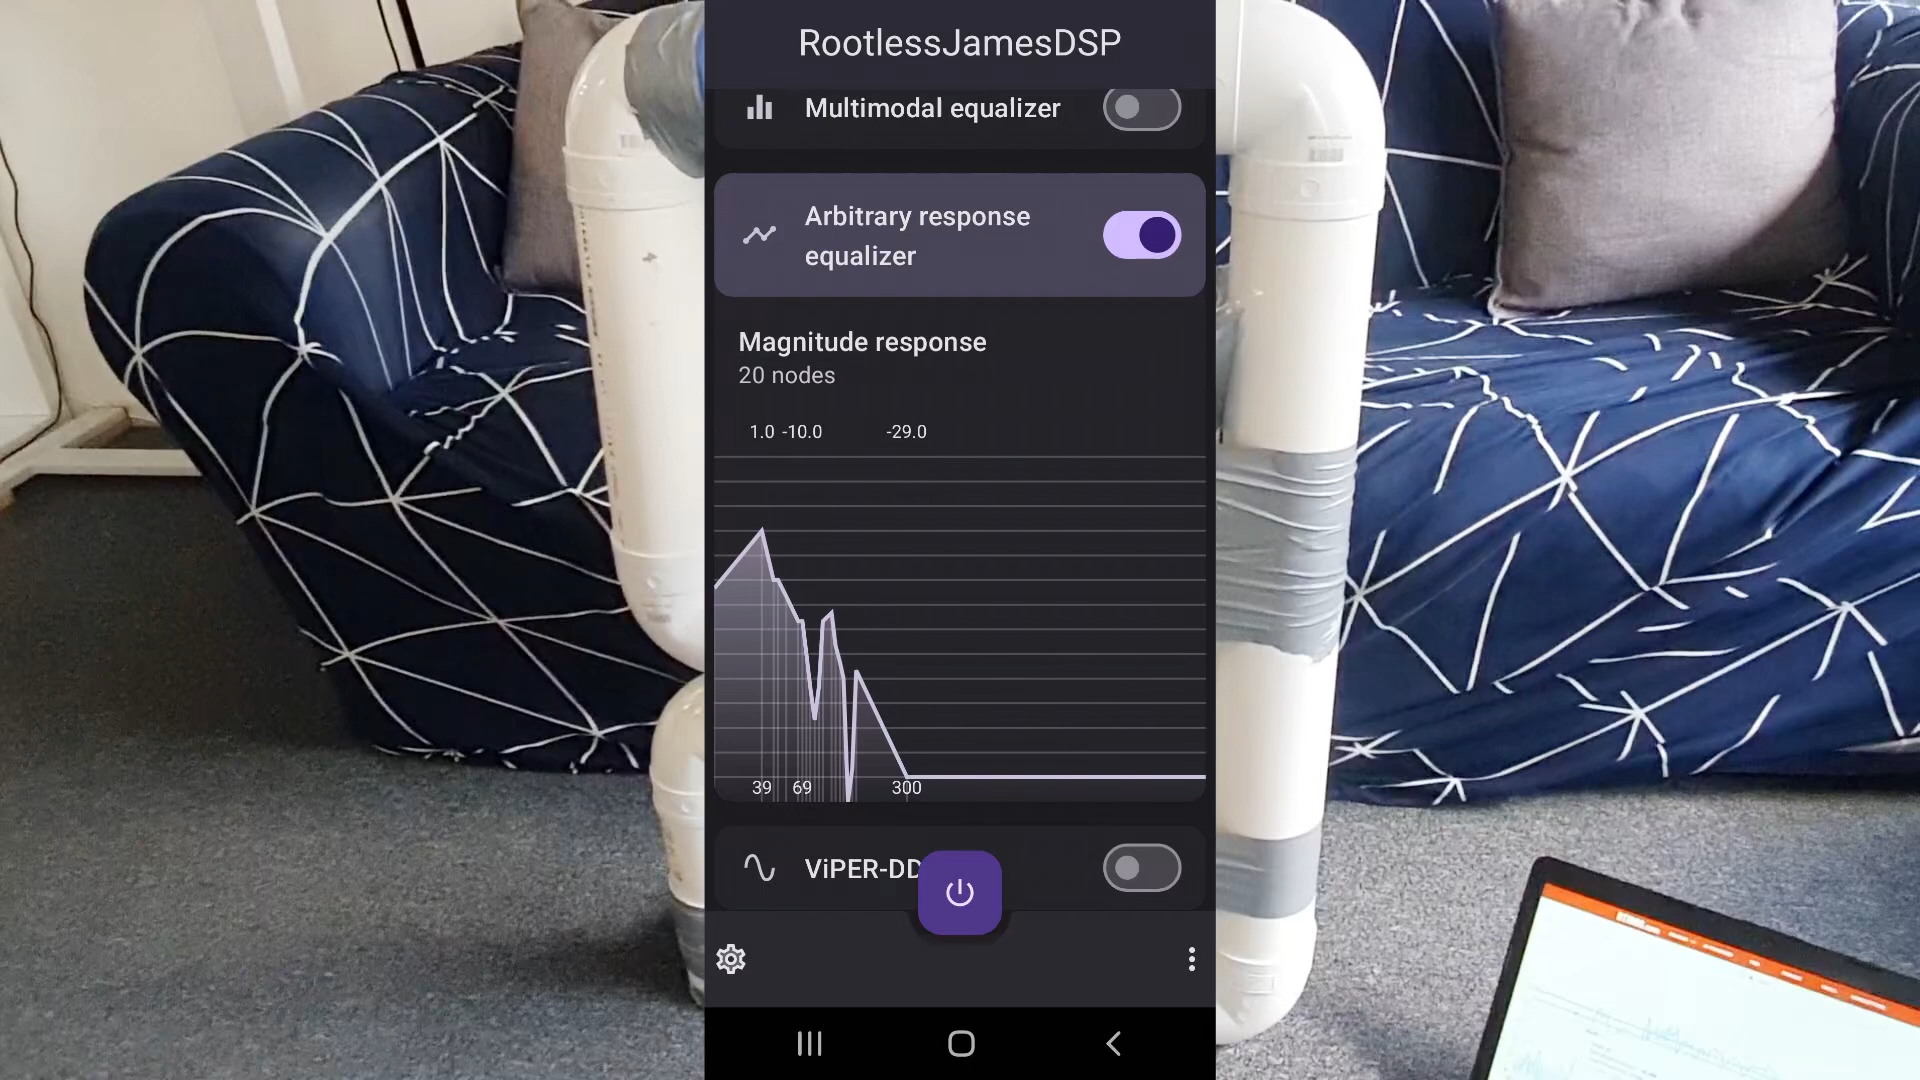 RootlessJamesDSP
Multimodal equalizer
Arbitrary response
equalizer
Magnitude response
20 nodes
1.0 -10.0 -29.0
39 69 300
ViPER-DD